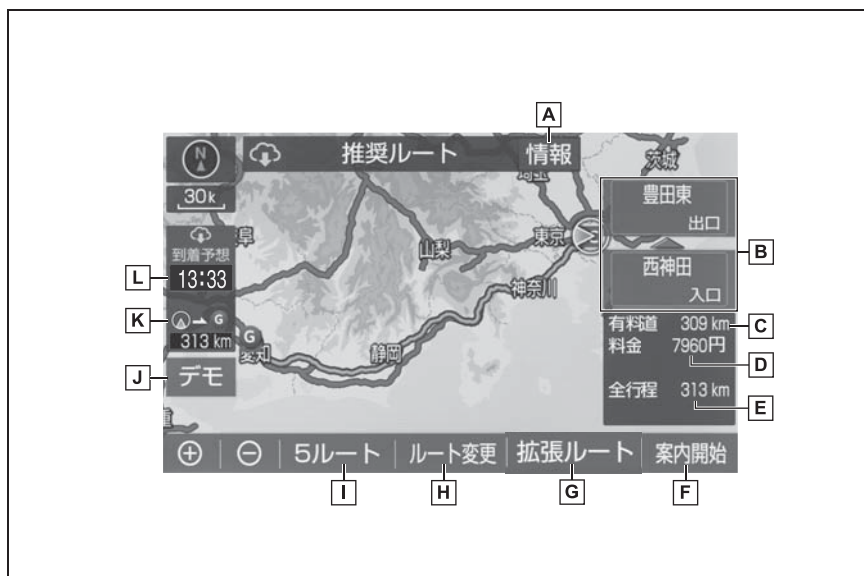 A
N
推奨ルート
情報
茨城
埼玉
30k
豊田東
出口
阜
到着予想
東京
B
山梨
L
13:33
西神田
入口
神奈川
K
G
有料道 309 km
C
313 km
G
愛知
静岡
料金 7960円
D
J
デモ
全行程 313 km
E
重
5ルート
ルート変更
拡張ルート
案内開始
I
H
G
F